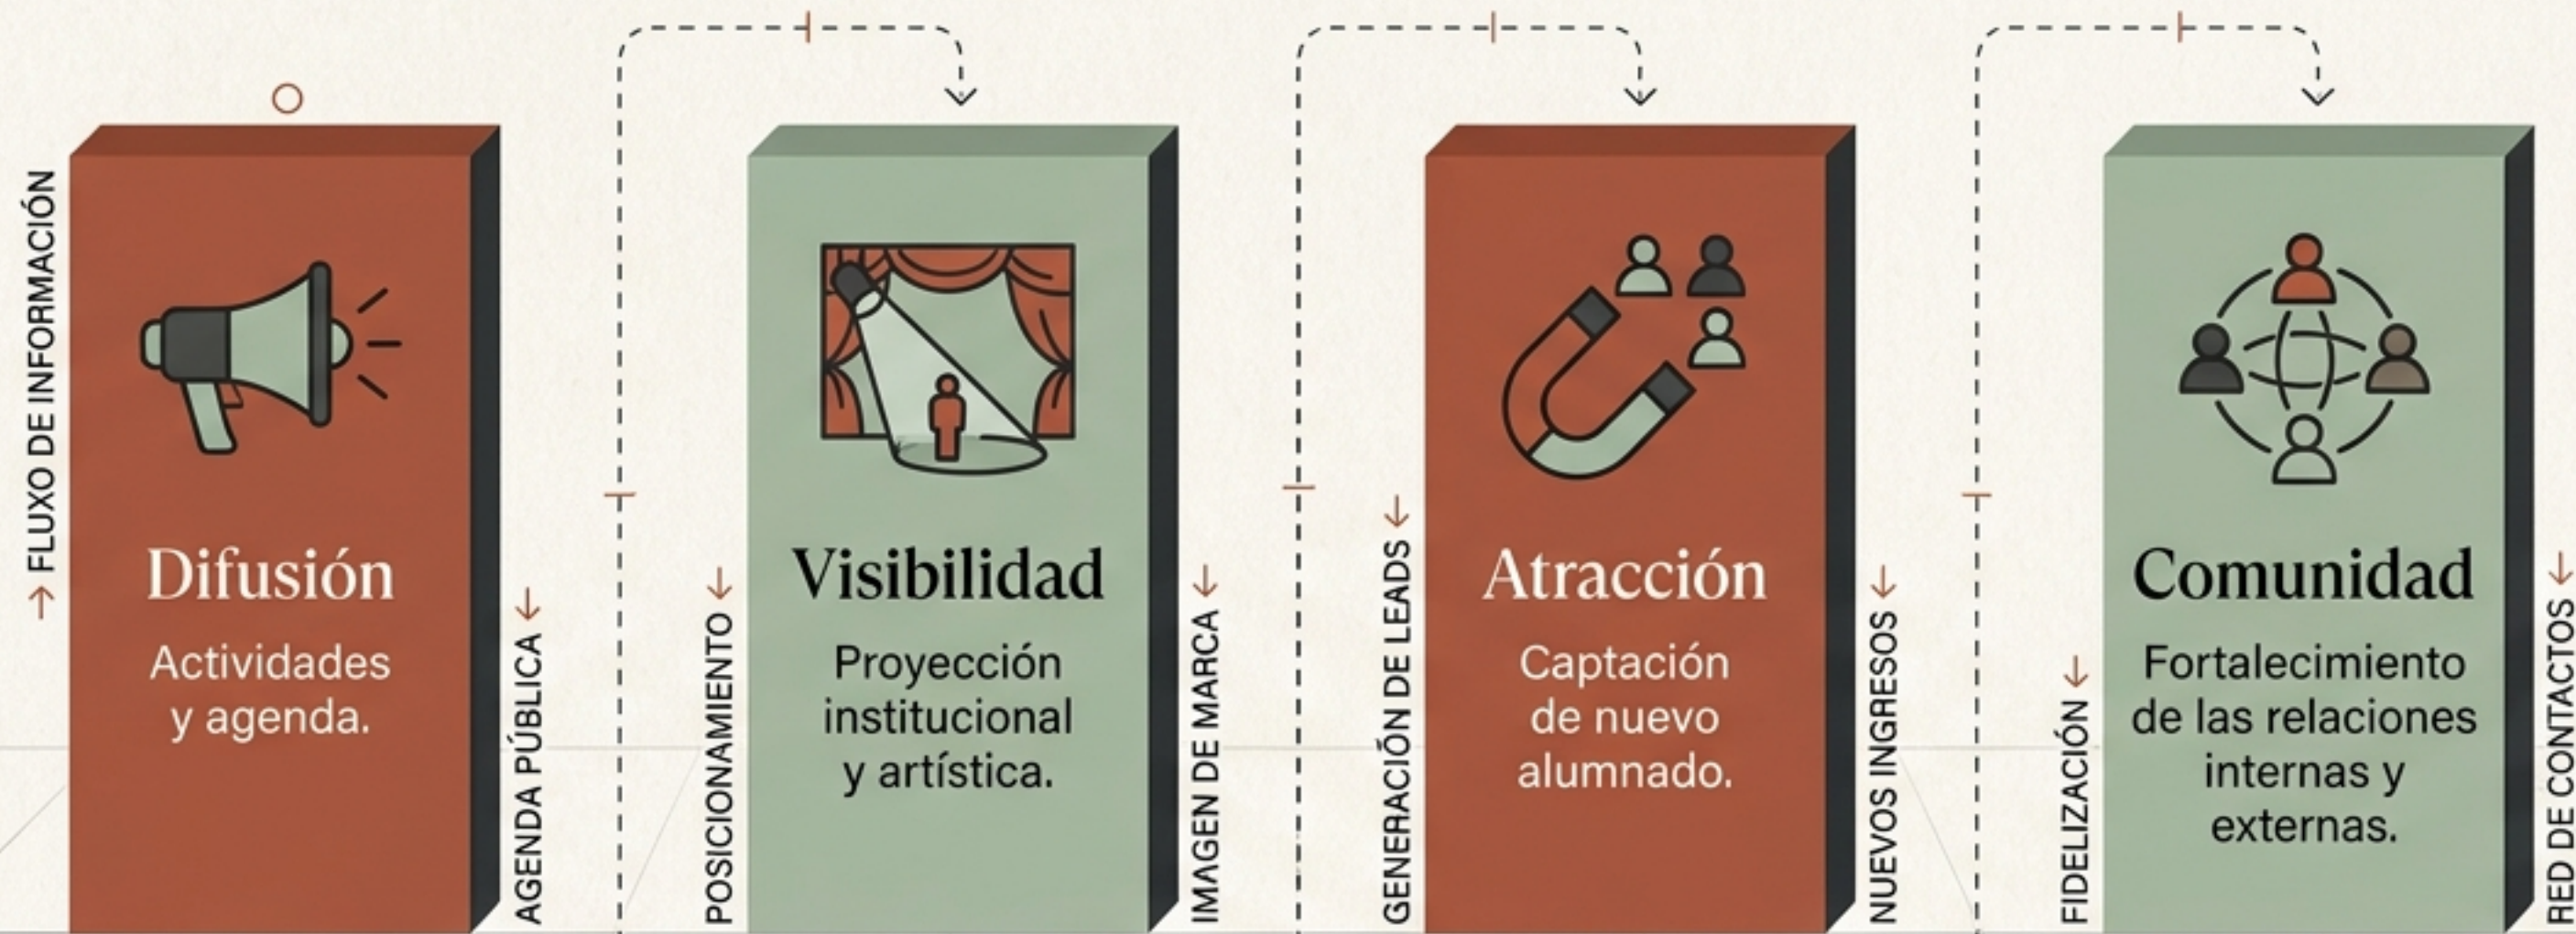 FLUXO DE INFORMACIÓN
Difusión
Actividades
y agenda.
AGENDA PÚBLICA
POSICIONAMIENTO
Visibilidad
Proyección
institucional
y artística.
IMAGEN DE MARCA
GENERACIÓN DE LEADS
Atracción
Captación
de nuevo
alumnado.
NUEVOS INGRESOS
FIDELIZACIÓN
Comunidad
Fortalecimiento
de las relaciones
internas y
externas.
RED DE CONTACTOS